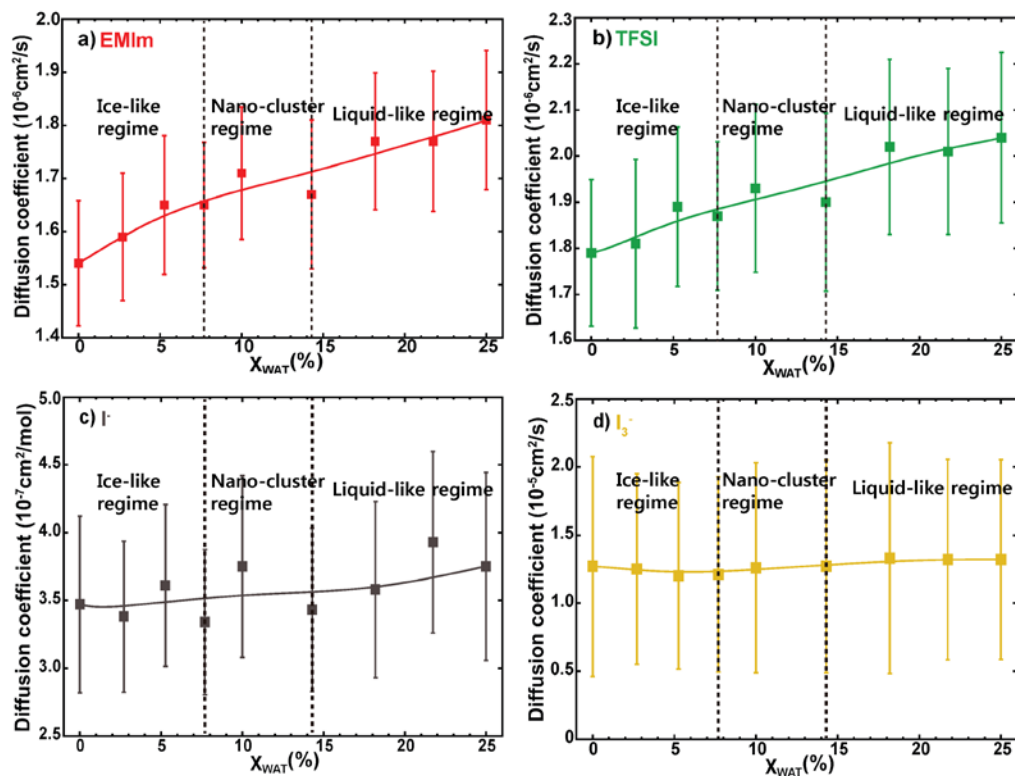 a) EMIm
Ice-like regime
Nano-cluster regime
Liquid-like regime
Diffusion coefficient (10⁻⁶cm²/s)
2.0
1.9
1.8
1.7
1.6
1.5
1.4
0 5 10 15 20 25
χWAT(%)
b) TFSI
Ice-like regime
Nano-cluster regime
Liquid-like regime
Diffusion coefficient (10⁻⁶cm²/s)
2.3
2.2
2.1
2.0
1.9
1.8
1.7
1.6
0 5 10 15 20 25
χWAT(%)
c) I⁻
Ice-like regime
Nano-cluster regime
Liquid-like regime
Diffusion coefficient (10⁻⁷cm²/mol)
5.0
4.5
4.0
3.5
3.0
2.5
0 5 10 15 20 25
χWAT(%)
d) I₃⁻
Ice-like regime
Nano-cluster regime
Liquid-like regime
Diffusion coefficient (10⁻⁵cm²/s)
2.5
2.0
1.5
1.0
0.5
0
0 5 10 15 20 25
χWAT(%)